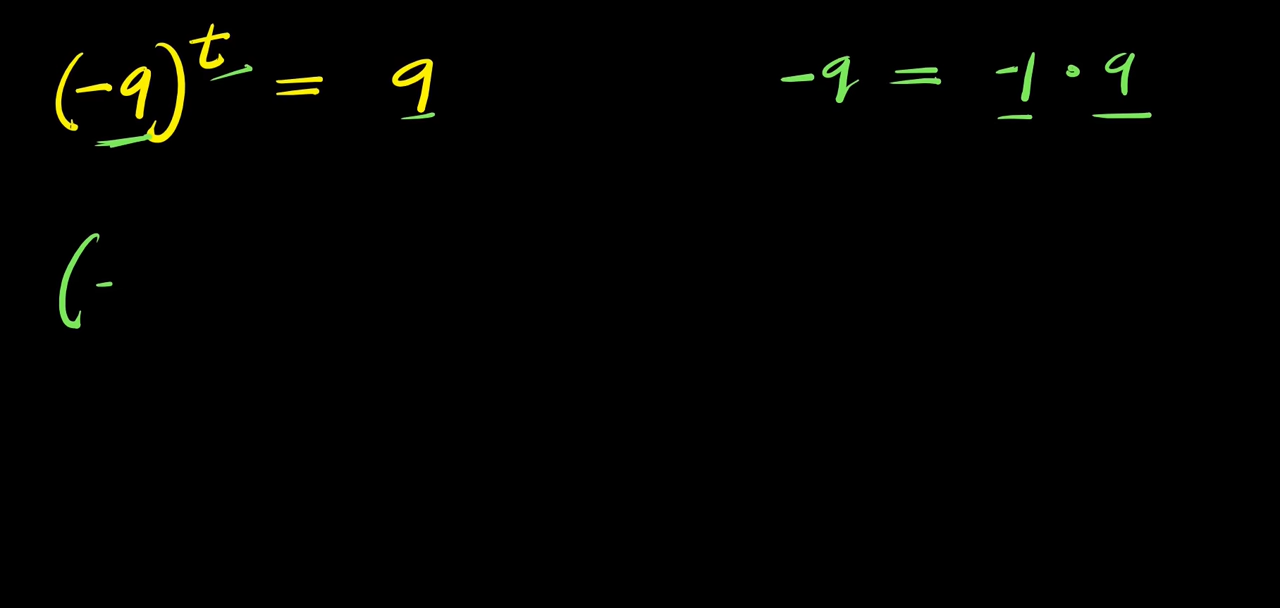 (-9)^t = 9
-9 = -1 · 9
(-